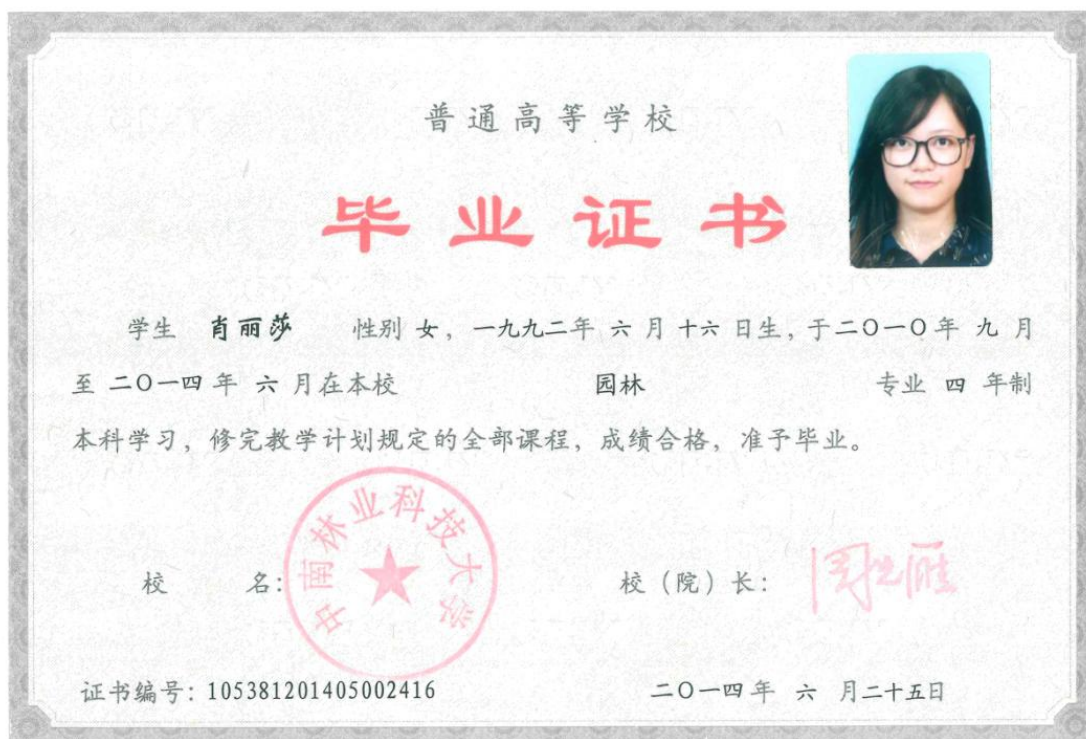 普通高等学校
毕业证书
学生 肖丽莎 性别 女，一九九二年 六 月 十六 日生，于二〇一〇年 九 月
至 二〇一四 年 六 月在本校 园林 专业 四 年制
本科学习，修完教学计划规定的全部课程，成绩合格，准予毕业。
中南林业科技大学
校 名： 校（院）长：
证书编号：105381201405002416 二〇一四年 六 月二十五日